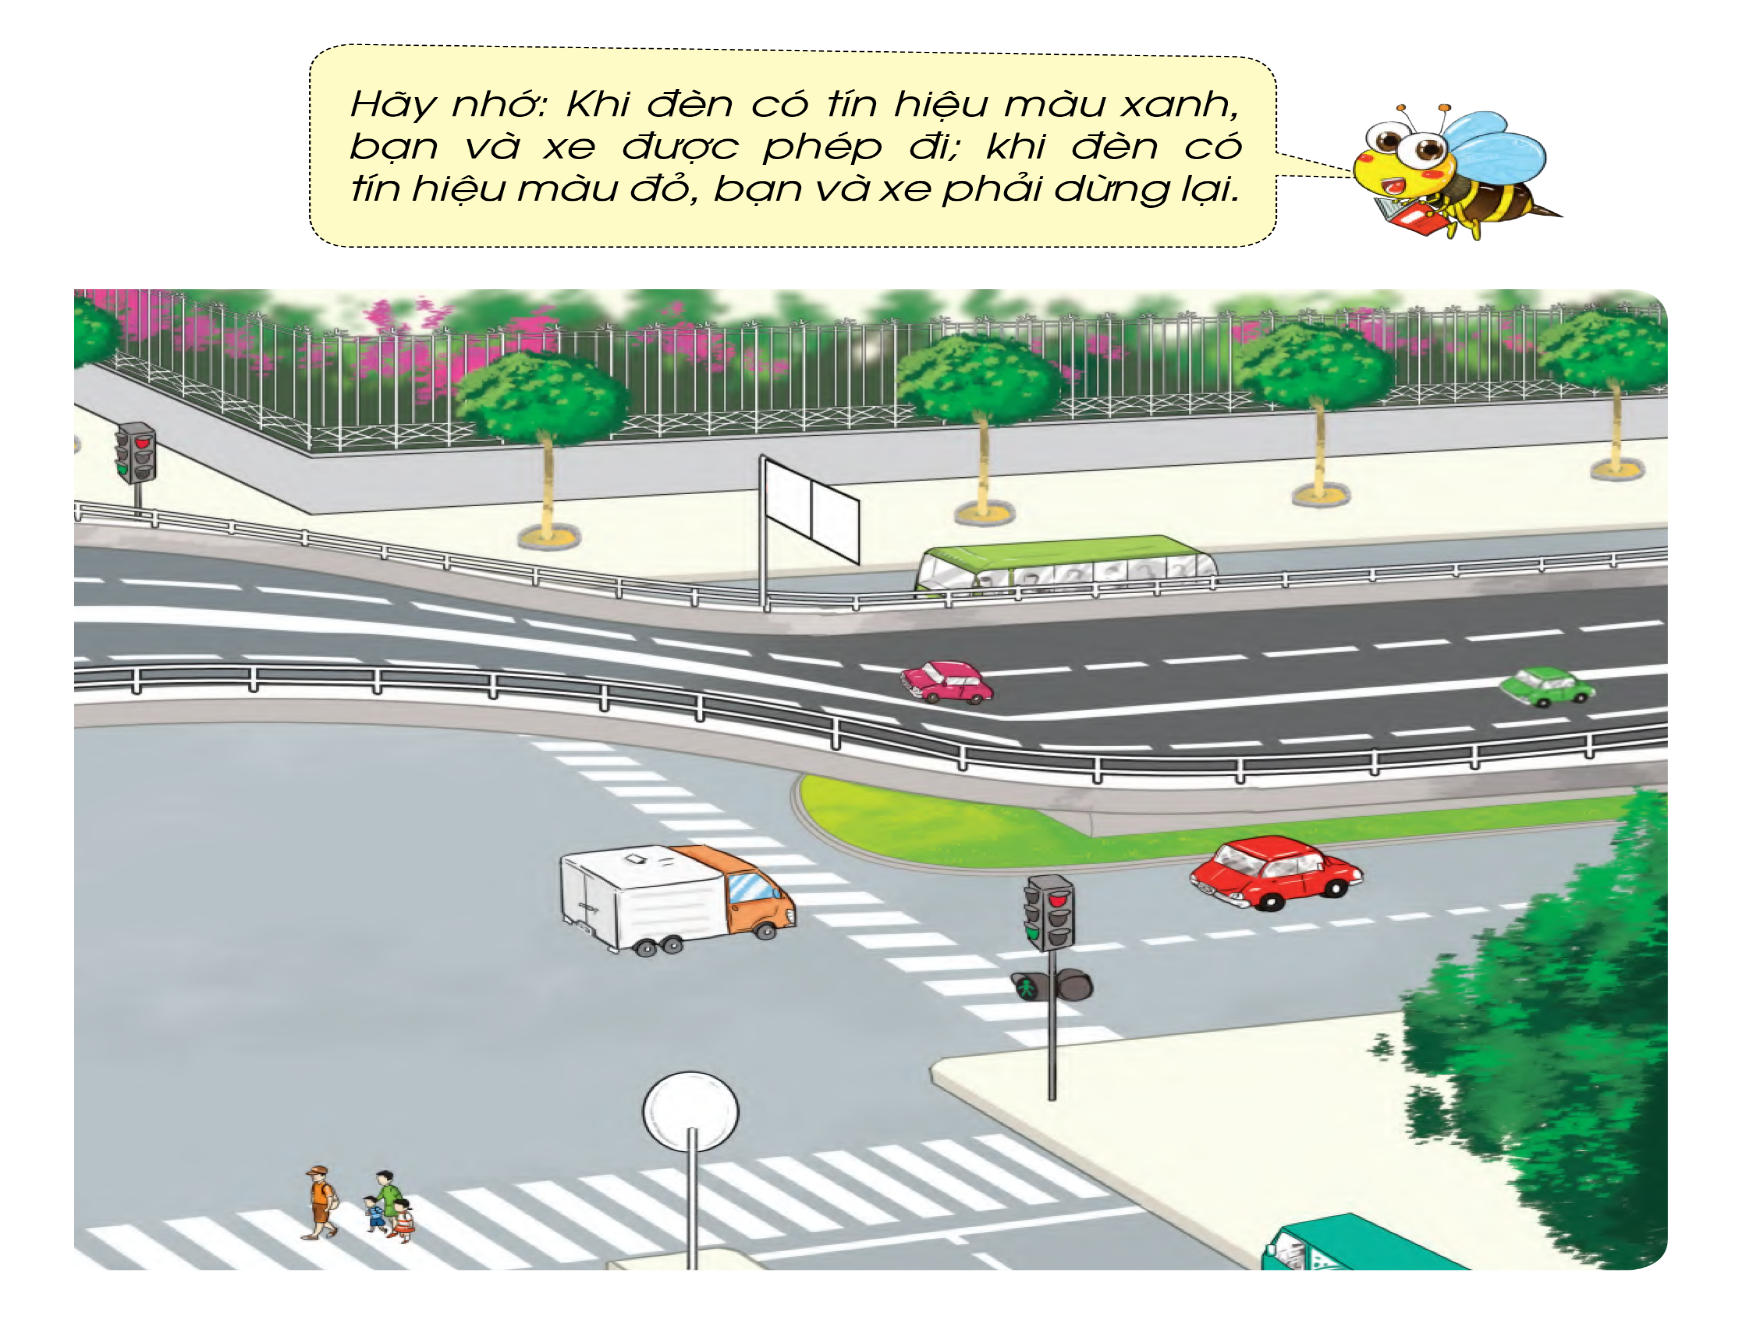 Hãy nhớ: Khi đèn có tín hiệu màu xanh,
bạn và xe được phép đi; khi đèn có
tín hiệu màu đỏ, bạn và xe phải dừng lại.